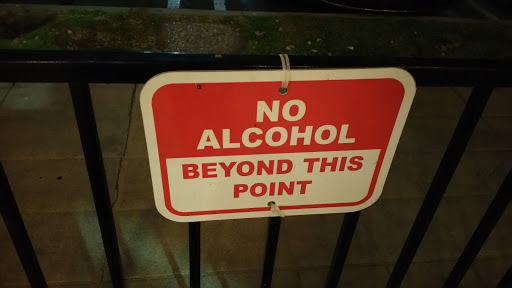 NO
ALCOHOL
BEYOND THIS
POINT